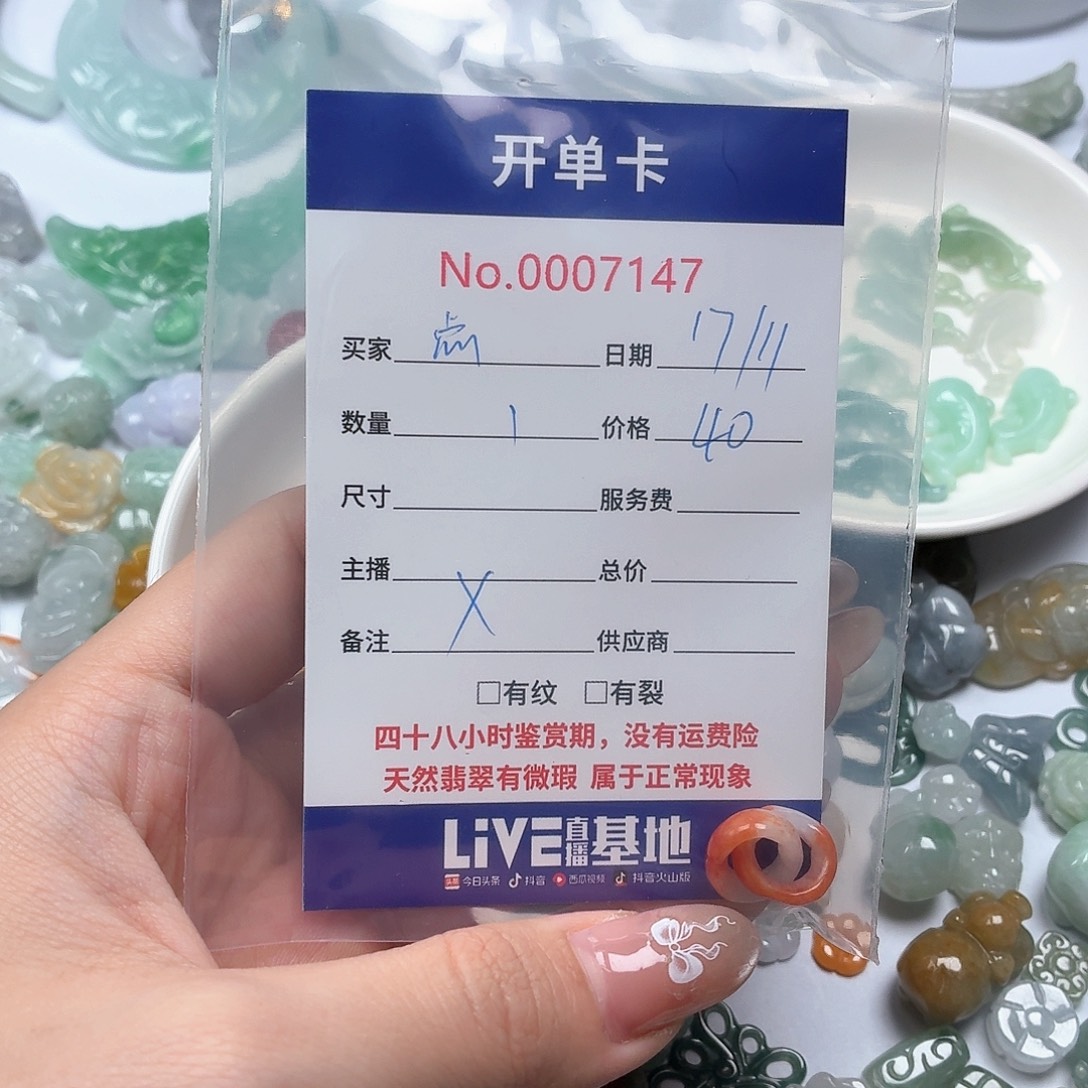 开单卡
No.0007147
买家 日期 17/11
数量 1 价格 40
尺寸 服务费
主播 总价
X
备注 供应商
□有纹 □有裂
四十八小时鉴赏期，没有运费险
天然翡翠有微瑕 属于正常现象
LiVE直播基地
头条 今日头条 抖音 西瓜视频 抖音火山版